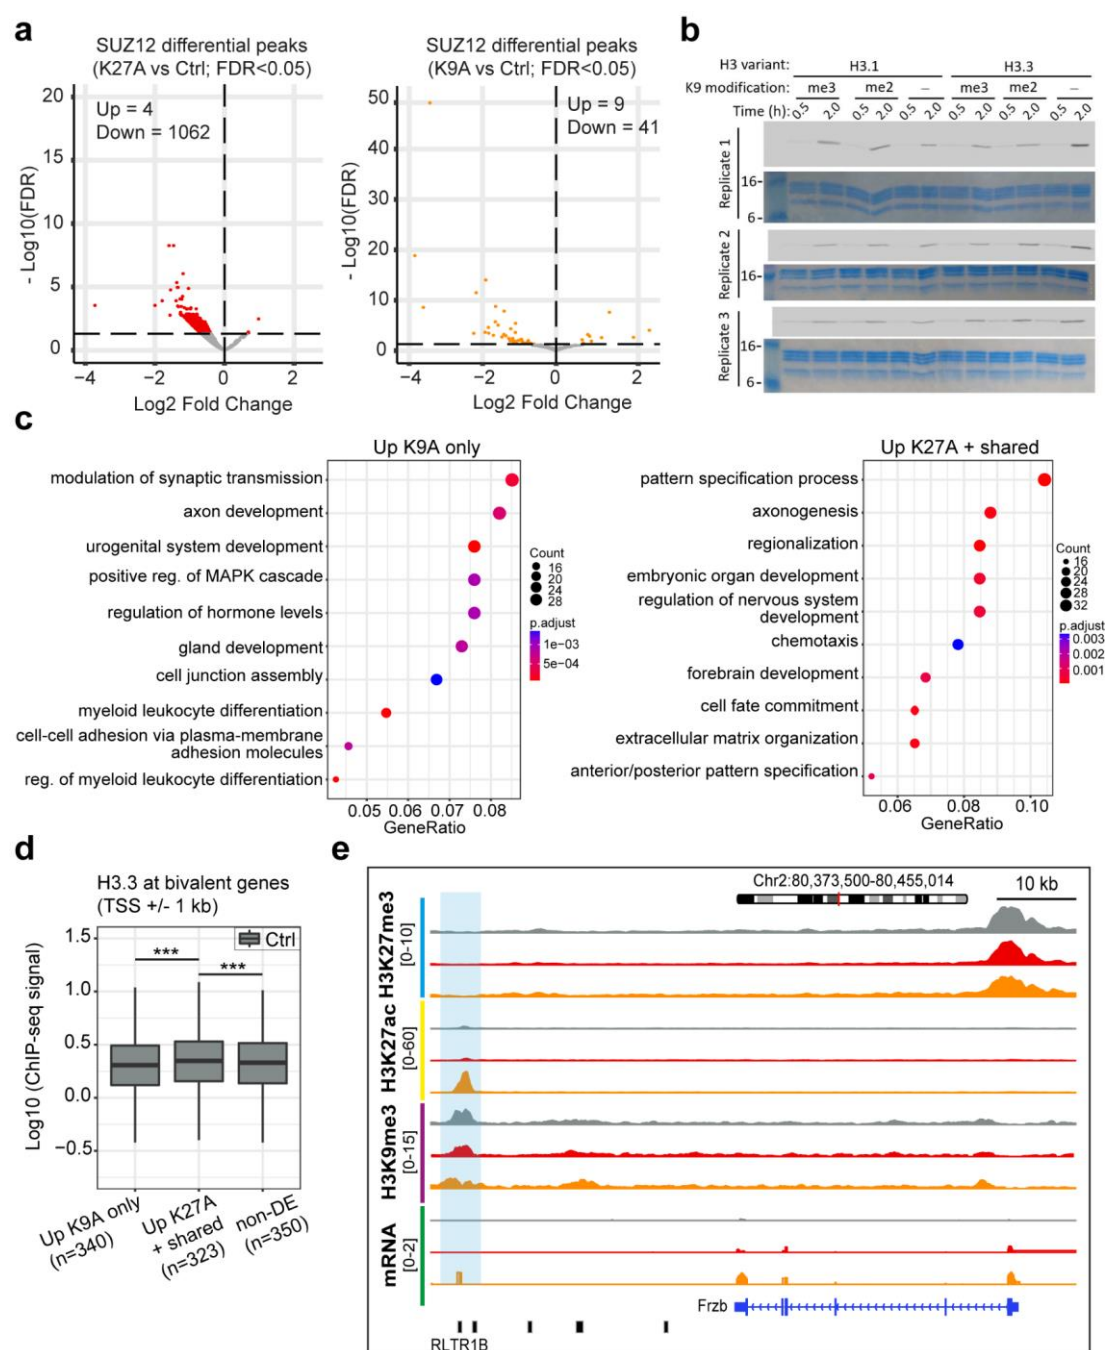 a
SUZ12 differential peaks
(K27A vs Ctrl; FDR<0.05)
Up = 4
Down = 1062
20
15
10
5
0
- Log10(FDR)
−4
−2
0
2
Log2 Fold Change
SUZ12 differential peaks
(K9A vs Ctrl; FDR<0.05)
Up = 9
Down = 41
50
40
30
20
10
0
- Log10(FDR)
−4
−2
0
2
Log2 Fold Change
b
H3 variant: H3.1 H3.3
K9 modification: me3 me2 – me3 me2 –
Time (h): 0.5 2.0 0.5 2.0 0.5 2.0 0.5 2.0 0.5 2.0 0.5 2.0
Replicate 1
16-
6-
Replicate 2
16-
Replicate 3
16-
6-
c
Up K9A only
modulation of synaptic transmission
axon development
urogenital system development
positive reg. of MAPK cascade
regulation of hormone levels
gland development
cell junction assembly
myeloid leukocyte differentiation
cell-cell adhesion via plasma-membrane
adhesion molecules
reg. of myeloid leukocyte differentiation
0.05 0.06 0.07 0.08
GeneRatio
Count
16
20
24
28
p.adjust
1e−03
5e−04
Up K27A + shared
pattern specification process
axonogenesis
regionalization
embryonic organ development
regulation of nervous system
development
chemotaxis
forebrain development
cell fate commitment
extracellular matrix organization
anterior/posterior pattern specification
0.06 0.08 0.10
GeneRatio
Count
16
20
24
28
32
p.adjust
0.003
0.002
0.001
d
H3.3 at bivalent genes
(TSS +/- 1 kb)
Ctrl
*** ***
1.5
1.0
0.5
0.0
−0.5
Log10 (ChIP-seq signal)
Up K9A only
(n=340)
Up K27A
+ shared
(n=323)
non-DE
(n=350)
e
Chr2:80,373,500-80,455,014
10 kb
H3K27me3
[0-10]
H3K27ac
[0-60]
H3K9me3
[0-15]
mRNA
[0-2]
Frzb
RLTR1B